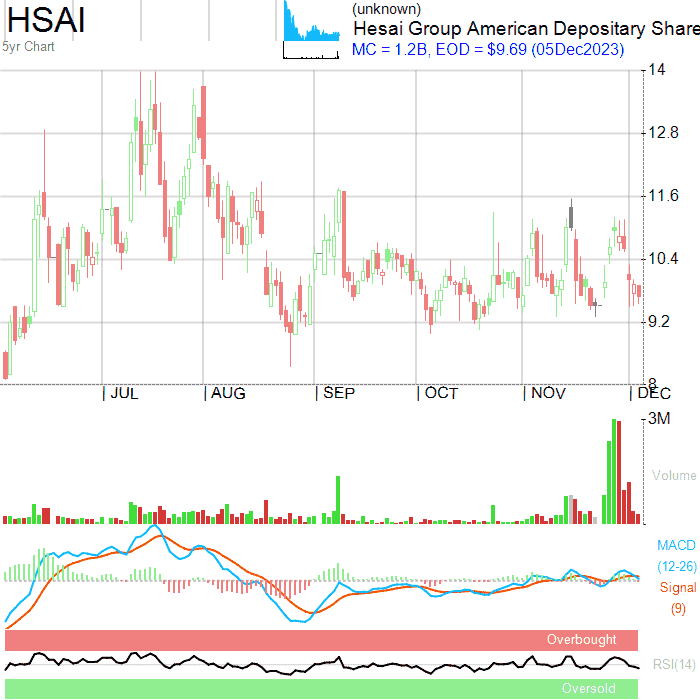 HSAI
5yr Chart
(unknown)
Hesai Group American Depositary Share
MC = 1.2B, EOD = $9.69 (05Dec2023)
14
12.8
11.6
10.4
9.2
8
JUL
AUG
SEP
OCT
NOV
DEC
3M
Volume
MACD
(12-26)
Signal
(9)
Overbought
RSI(14)
Oversold